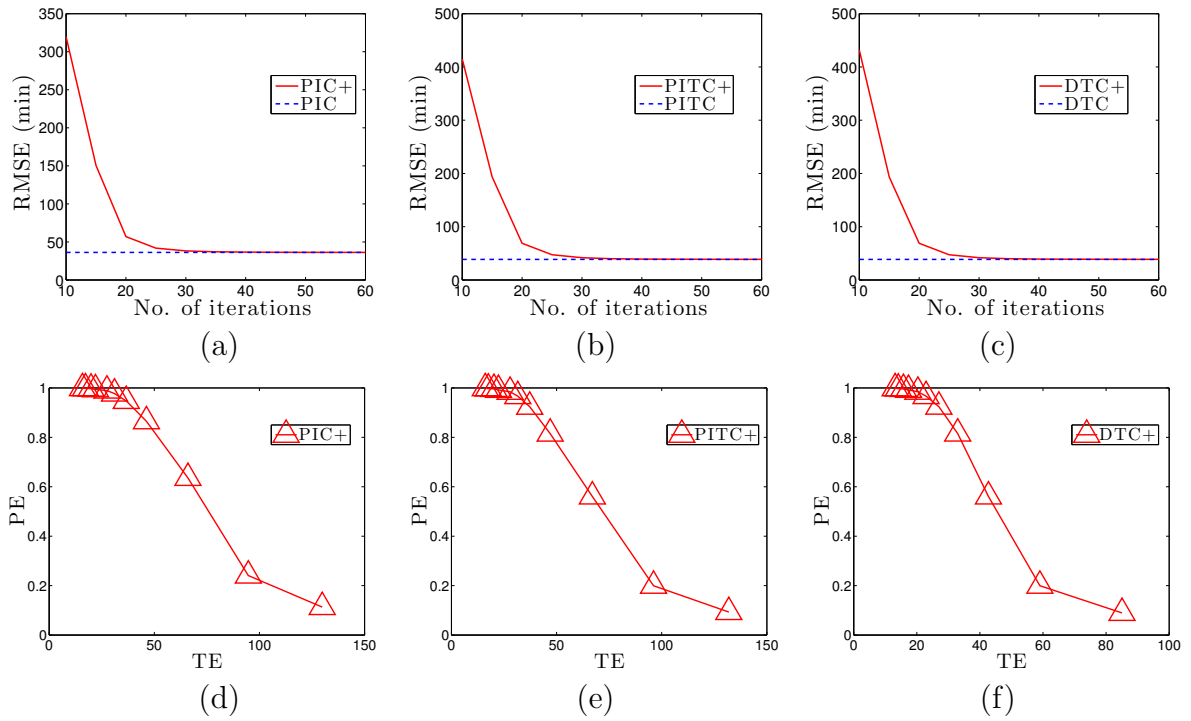 350
300
250
200
150
100
50
0
RMSE (min)
PIC+
PIC
10 20 30 40 50 60
No. of iterations
(a)
500
400
300
200
100
0
RMSE (min)
PITC+
PITC
10 20 30 40 50 60
No. of iterations
(b)
500
400
300
200
100
0
RMSE (min)
DTC+
DTC
10 20 30 40 50 60
No. of iterations
(c)
1
0.8
0.6
0.4
0.2
0
PE
PIC+
0 50 100 150
TE
(d)
1
0.8
0.6
0.4
0.2
0
PE
PITC+
0 50 100 150
TE
(e)
1
0.8
0.6
0.4
0.2
0
PE
DTC+
0 20 40 60 80 100
TE
(f)